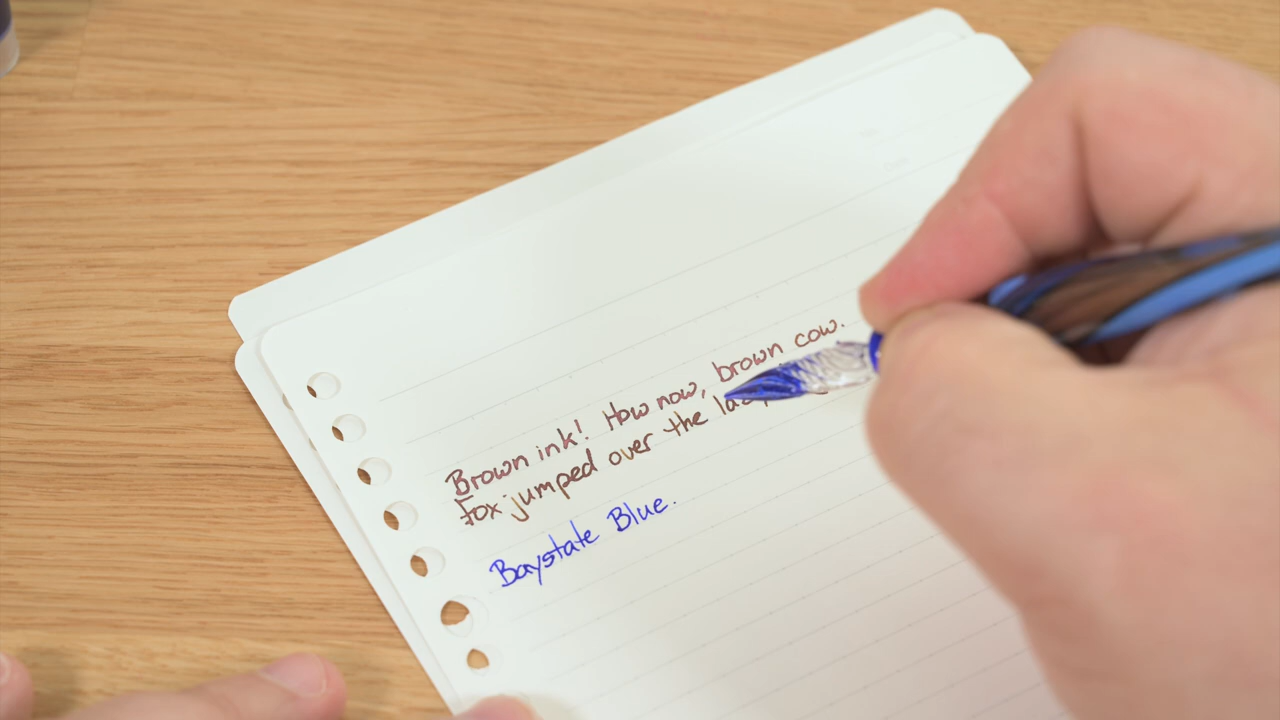 Brown ink! How now, brown cow.
Fox jumped over the
Baystate Blue.